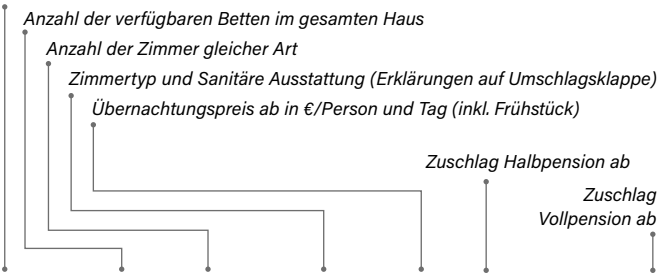 Anzahl der verfügbaren Betten im gesamten Haus
Anzahl der Zimmer gleicher Art
Zimmertyp und Sanitäre Ausstattung (Erklärungen auf Umschlagsklappe)
Übernachtungspreis ab in €/Person und Tag (inkl. Frühstück)
Zuschlag Halbpension ab
Zuschlag
Vollpension ab